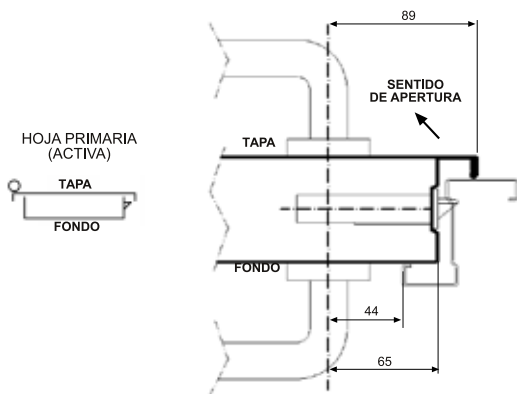 89
SENTIDO
DE APERTURA
TAPA
HOJA PRIMARIA
(ACTIVA)
TAPA
FONDO
FONDO
44
65